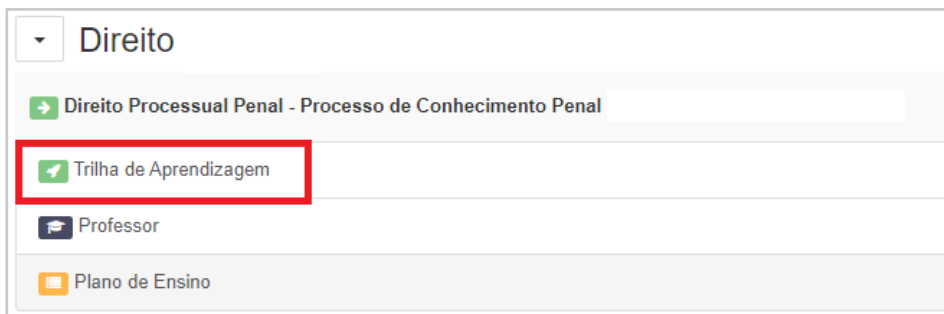 Direito
Direito Processual Penal - Processo de Conhecimento Penal
Trilha de Aprendizagem
Professor
Plano de Ensino